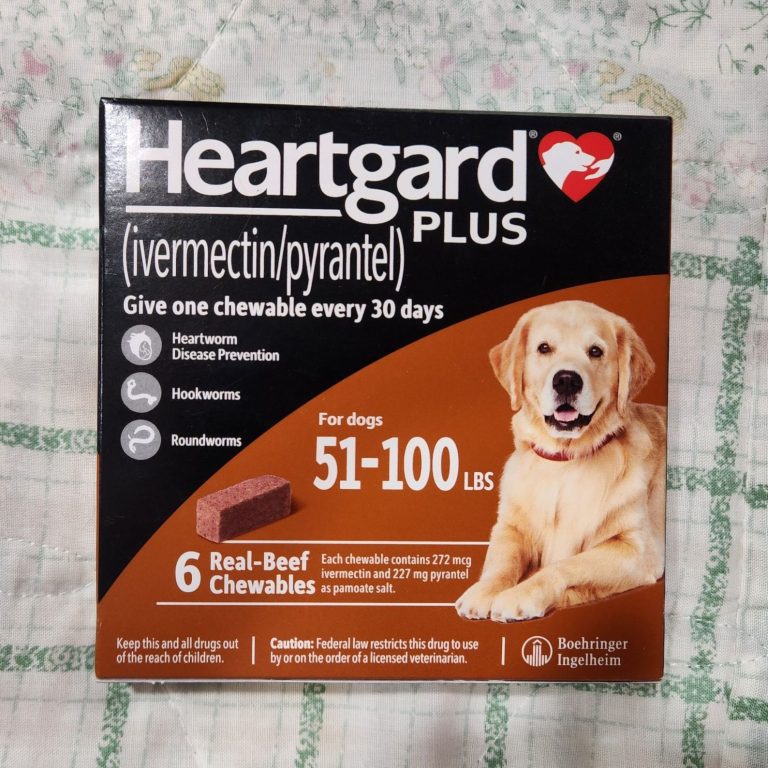 Heartgard®
®
PLUS
(ivermectin/pyrantel)
Give one chewable every 30 days
Heartworm
Disease Prevention
Hookworms
Roundworms
For dogs
51-100 LBS
6 Real-Beef
Chewables
Each chewable contains 272 mcg
ivermectin and 227 mg pyrantel
as pamoate salt.
Keep this and all drugs out
of the reach of children.
Caution: Federal law restricts this drug to use
by or on the order of a licensed veterinarian.
Boehringer
Ingelheim